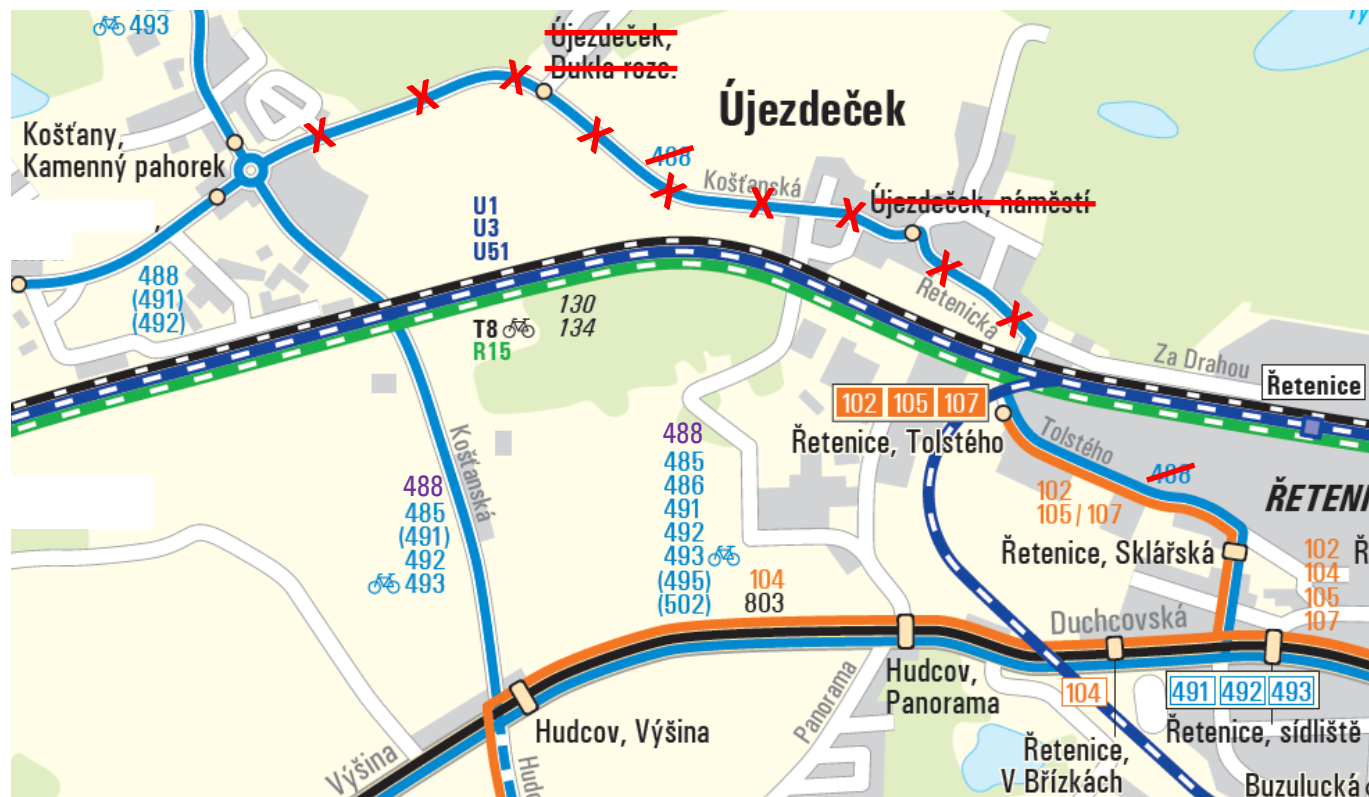 493
Košťany,
Kamenný pahorek
Újezdeček,
Dukla rozc.
Újezdeček
488
Košťanská
Újezdeček, náměstí
U1
U3
U51
488
(491)
(492)
T8
R15
130
134
Řetenická
Za Drahou
Řetenice
102 105 107
Řetenice, Tolstého
Tolstého
488
102
105 / 107
Řetenice, Sklářská
Košťanská
488
485
(491)
492
493
488
485
486
491
492
493
(495)
(502)
104
803
102
104
105
107
Duchcovská
Hudcov, Výšina
Výšina
Hudcov,
Panorama
Panorama
104
491 492 493
Řetenice, sídliště
Řetenice,
V Břízkách
Buzulucká